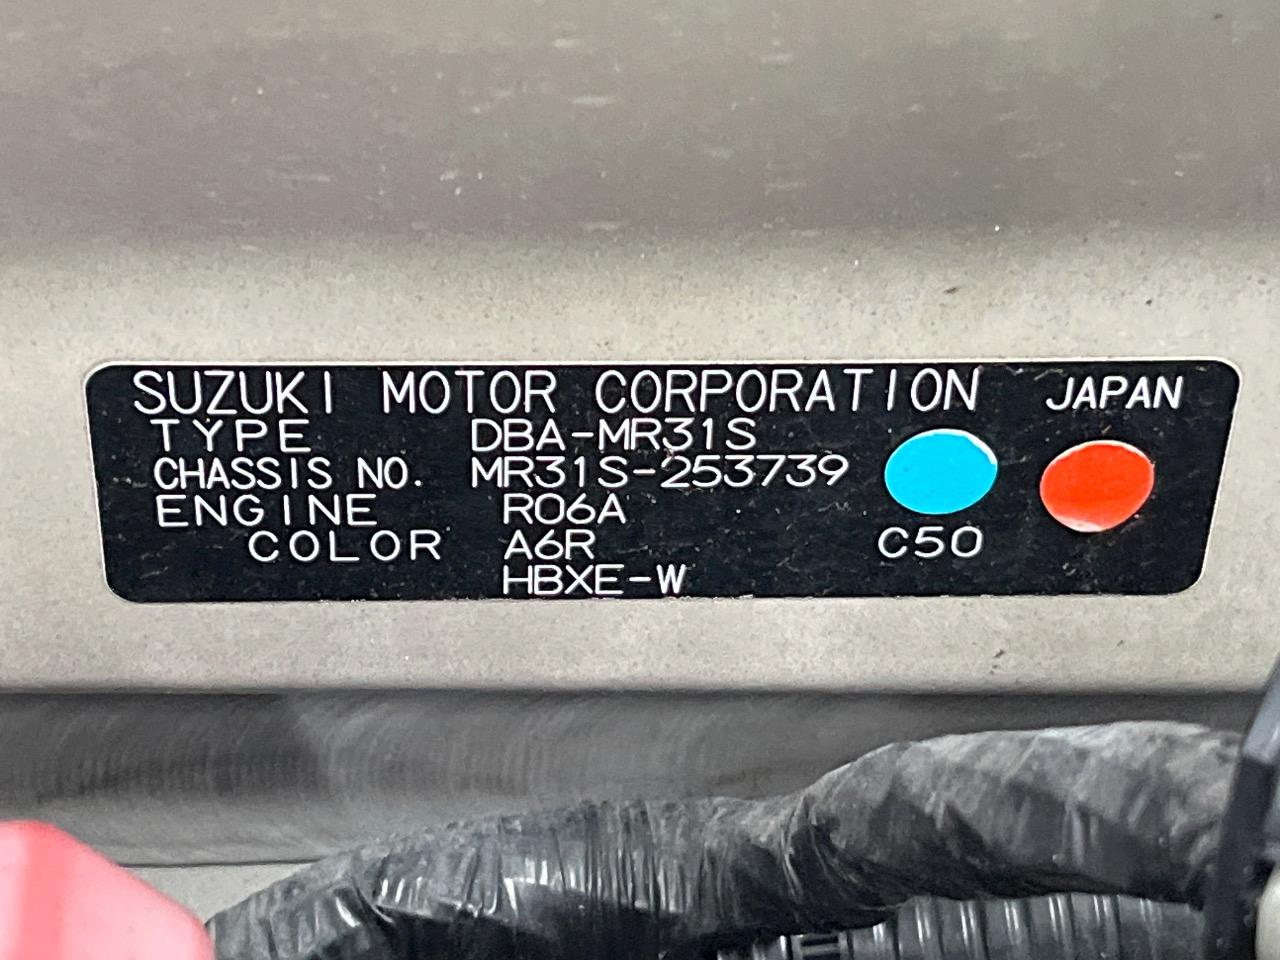 SUZUKI MOTOR CORPORATION JAPAN
TYPE DBA-MR31S
CHASSIS NO. MR31S-253739
ENGINE R06A
COLOR A6R C50
HBXE-W